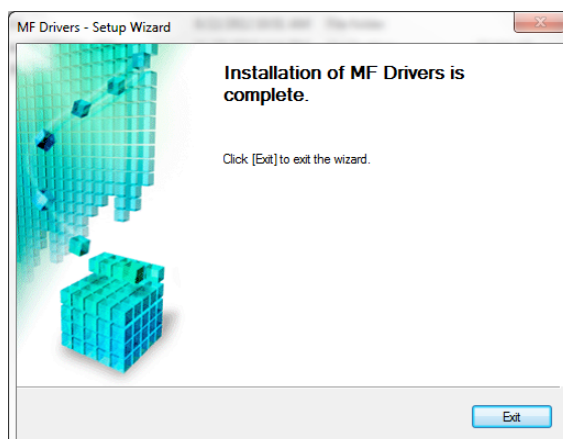 MF Drivers - Setup Wizard
Installation of MF Drivers is
complete.
Click [Exit] to exit the wizard.
Exit